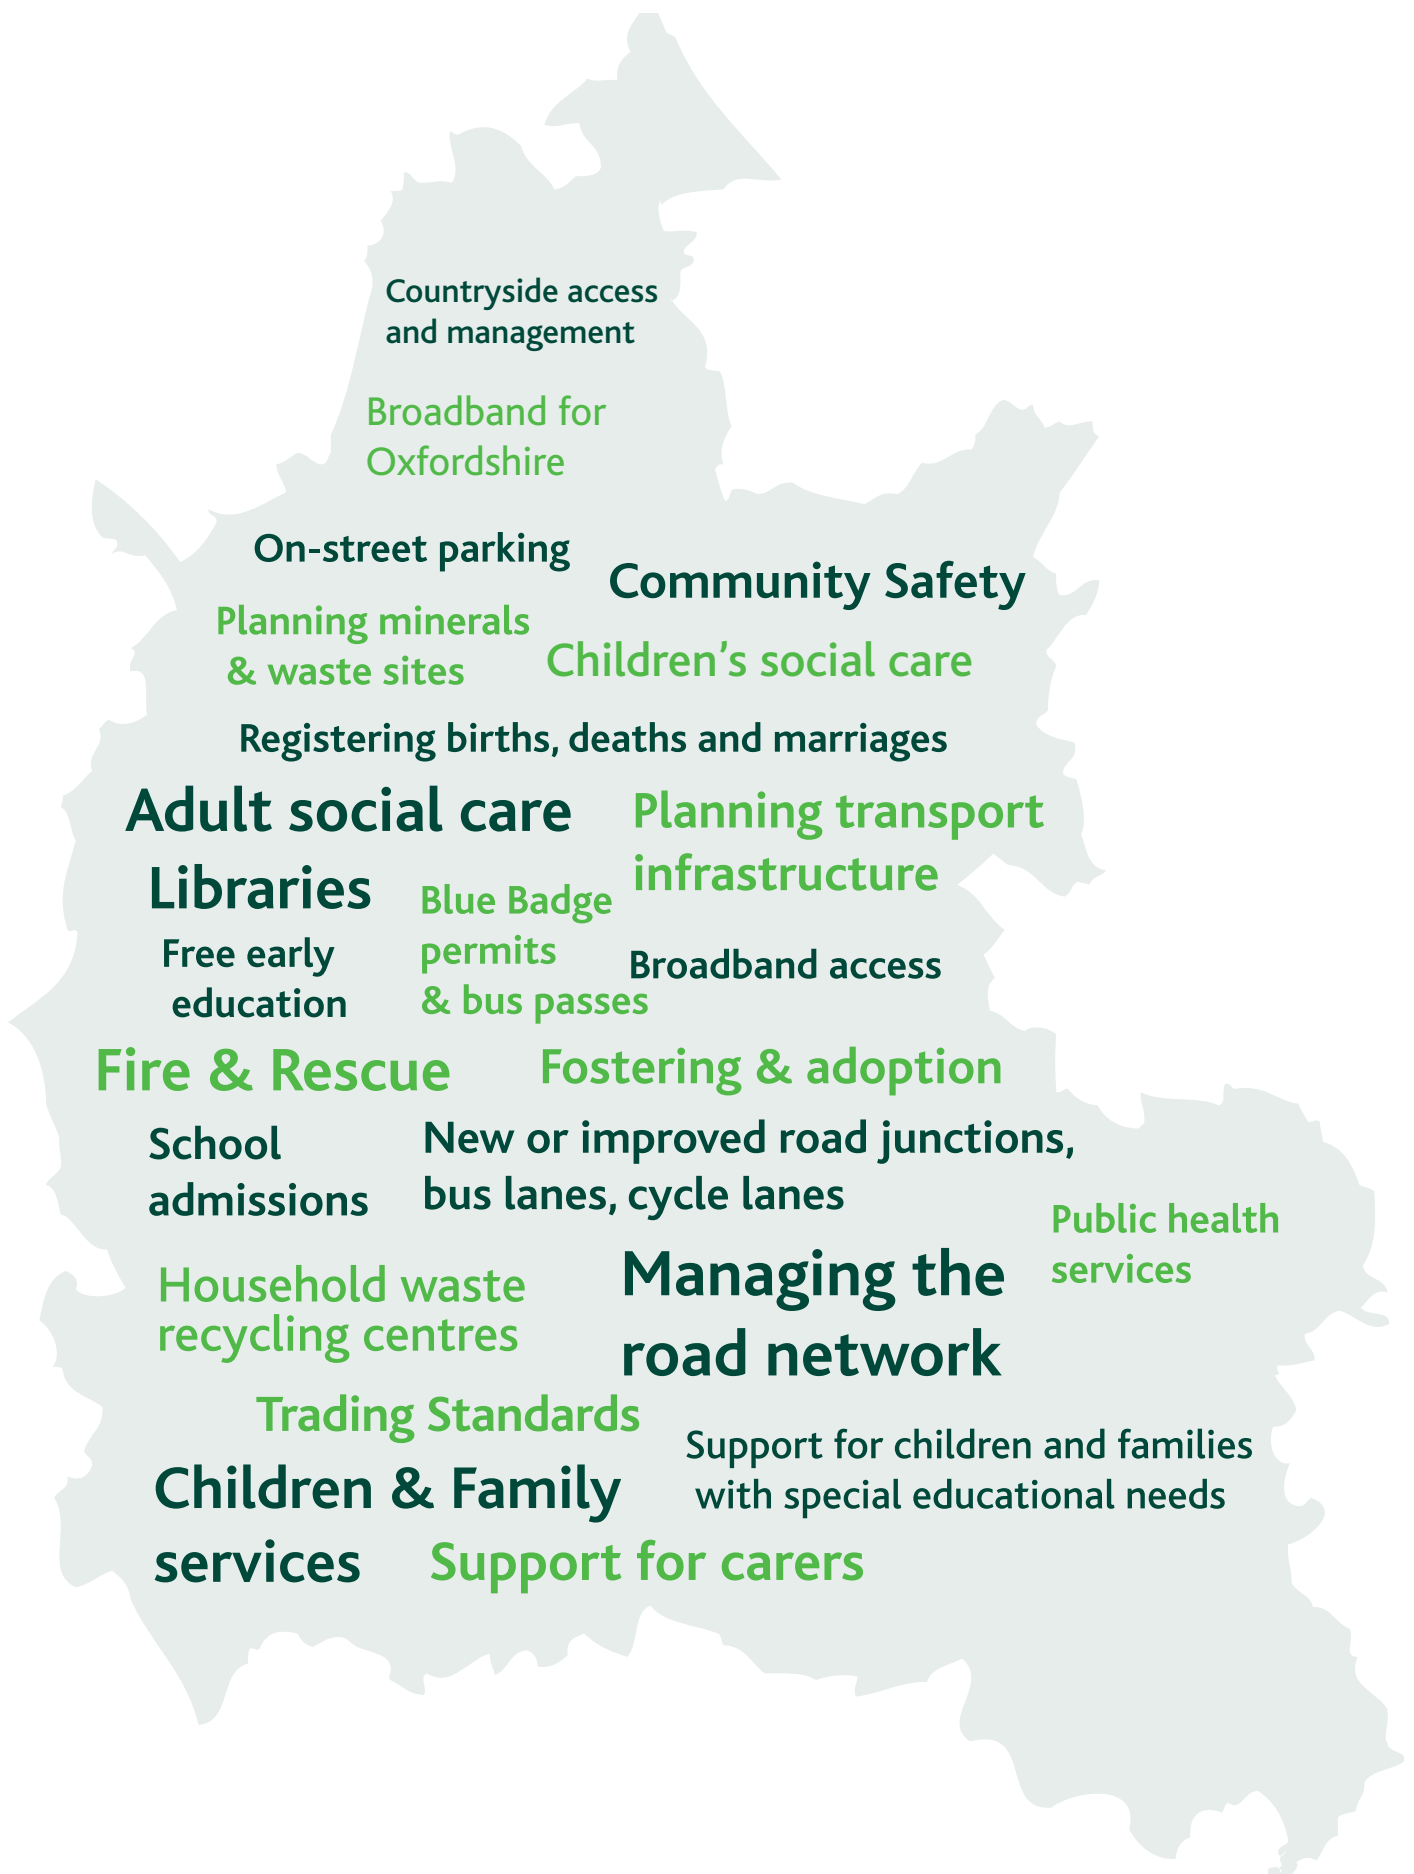 Countryside access
and management
Broadband for
Oxfordshire
On-street parking
Community Safety
Planning minerals
& waste sites
Children’s social care
Registering births, deaths and marriages
Adult social care
Planning transport
infrastructure
Libraries
Blue Badge
permits
& bus passes
Free early
education
Broadband access
Fire & Rescue
Fostering & adoption
School
admissions
New or improved road junctions,
bus lanes, cycle lanes
Public health
services
Household waste
recycling centres
Managing the
road network
Trading Standards
Support for children and families
with special educational needs
Children & Family
services
Support for carers